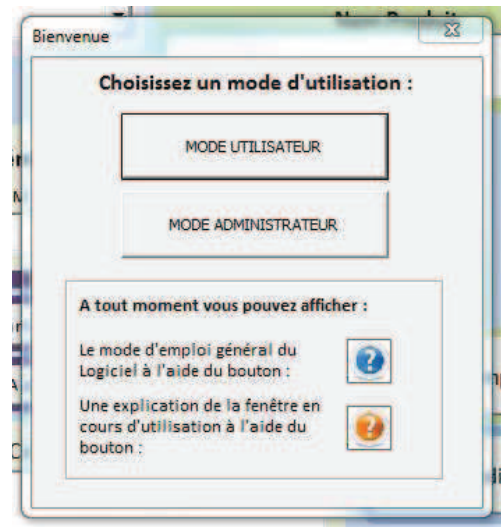 Bienvenue
Choisissez un mode d'utilisation :
MODE UTILISATEUR
MODE ADMINISTRATEUR
A tout moment vous pouvez afficher :
Le mode d'emploi général du
Logiciel à l'aide du bouton :
?
Une explication de la fenêtre en
cours d'utilisation à l'aide du
bouton :
?